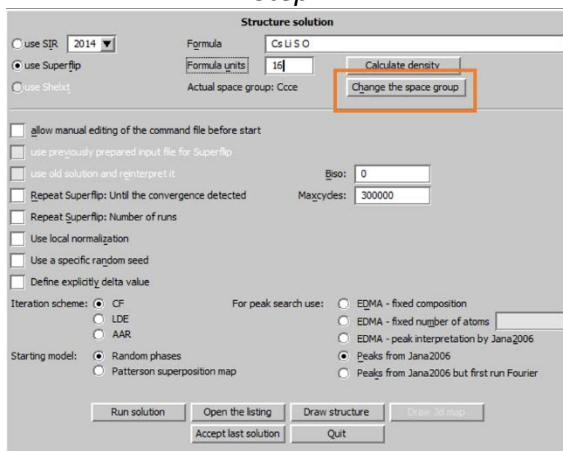 Structure solution
use SIR 2014 Formula Cs Li S O
use Superflip Formula units 16 Calculate density
use Shelxt Actual space group: Ccce Change the space group
allow manual editing of the command file before start
use previously prepared input file for Superflip
use old solution and reinterpret it Biso: 0
Repeat Superflip: Until the convergence detected Maxcycles: 300000
Repeat Superflip: Number of runs
Use local normalization
Use a specific random seed
Define explicitly delta value
Iteration scheme: CF For peak search use: EDMA - fixed composition
LDE EDMA - fixed number of atoms
AAR EDMA - peak interpretation by Jana2006
Starting model: Random phases Peaks from Jana2006
Patterson superposition map Peaks from Jana2006 but first run Fourier
Run solution Open the listing Draw structure Draw 3d map
Accept last solution Quit